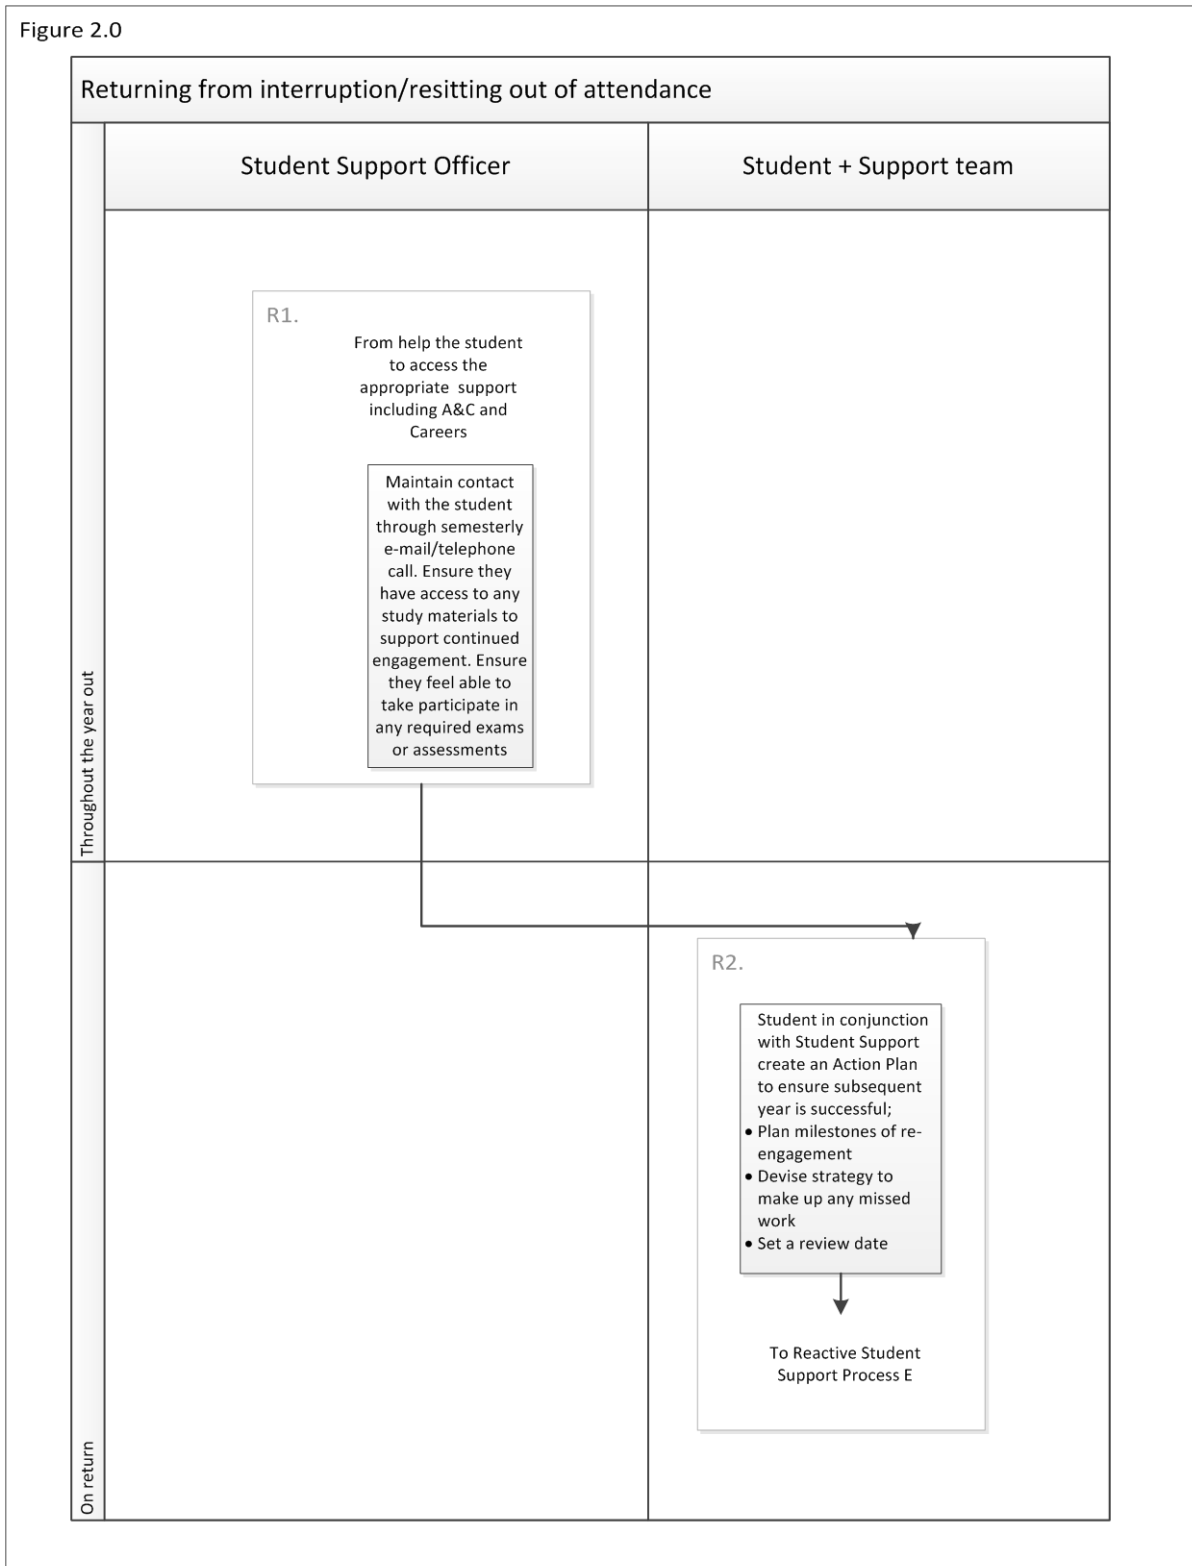 Figure 2.0
Returning from interruption/resitting out of attendance
Student Support Officer
Student + Support team
Throughout the year out
R1.
From help the student
to access the
appropriate support
including A&C and
Careers
Maintain contact
with the student
through semesterly
e-mail/telephone
call. Ensure they
have access to any
study materials to
support continued
engagement. Ensure
they feel able to
take participate in
any required exams
or assessments
On return
R2.
Student in conjunction
with Student Support
create an Action Plan
to ensure subsequent
year is successful;
• Plan milestones of re-
engagement
• Devise strategy to
make up any missed
work
• Set a review date
To Reactive Student
Support Process E